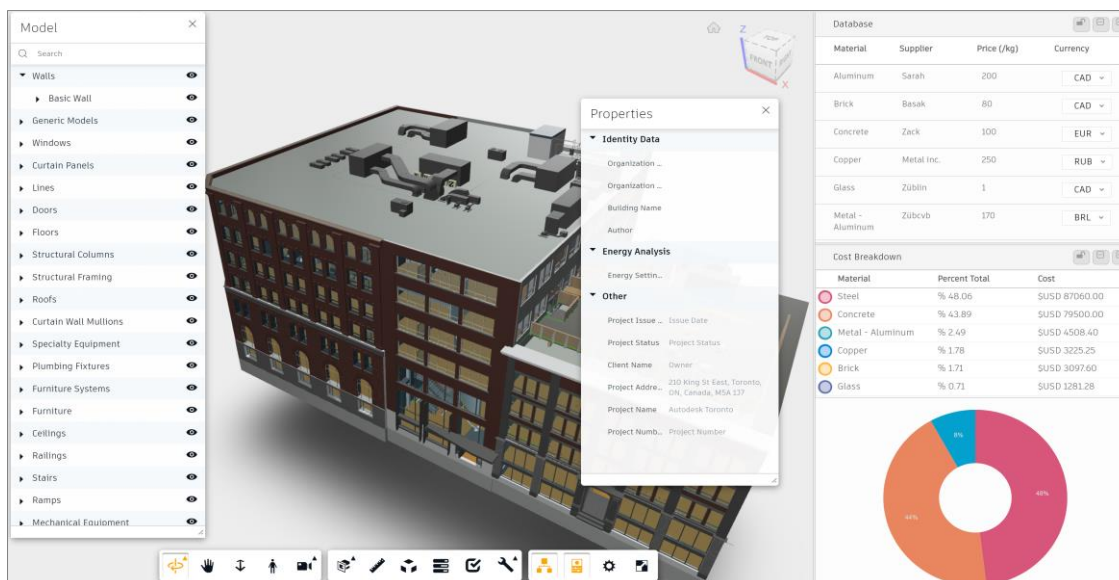 Model
Search
Walls
Basic Wall
Generic Models
Windows
Curtain Panels
Lines
Doors
Floors
Structural Columns
Structural Framing
Roofs
Curtain Wall Mullions
Specialty Equipment
Plumbing Fixtures
Furniture Systems
Furniture
Ceilings
Railings
Stairs
Ramps
Mechanical Equipment
Z
TOP
FRONT
X
Properties
Identity Data
Organization ...
Organization ...
Building Name
Author
Energy Analysis
Energy Settin...
Other
Project Issue ... Issue Date
Project Status Project Status
Client Name Owner
Project Addre... 210 King St East, Toronto,
ON, Canada, M5A 1J7
Project Name Autodesk Toronto
Project Numb... Project Number
Database
Material Supplier Price (/kg) Currency
Aluminum Sarah 200 CAD
Brick Basak 80 CAD
Concrete Zack 100 EUR
Copper Metal Inc. 250 RUB
Glass Züblin 1 CAD
Metal - Zübcvb 170 BRL
Aluminum
Cost Breakdown
Material Percent Total Cost
Steel % 48.06 $USD 87060.00
Concrete % 43.89 $USD 79500.00
Metal - Aluminum % 2.49 $USD 4508.40
Copper % 1.78 $USD 3225.25
Brick % 1.71 $USD 3097.60
Glass % 0.71 $USD 1281.28
8%
48%
44%